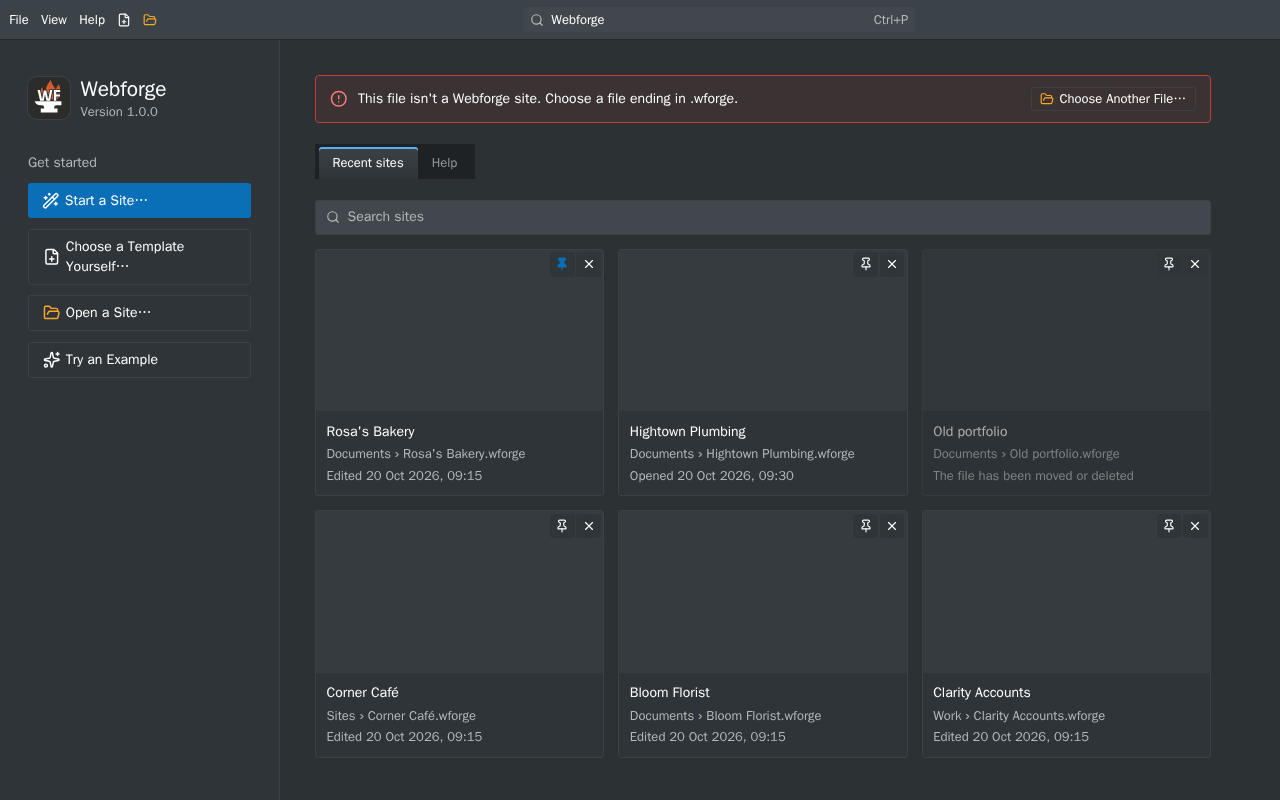 File View Help
Webforge
Ctrl+P
WF
Webforge
Version 1.0.0
Get started
Start a Site…
Choose a Template
Yourself…
Open a Site…
Try an Example
This file isn't a Webforge site. Choose a file ending in .wforge.
Choose Another File…
Recent sites
Help
Search sites
Rosa's Bakery
Documents › Rosa's Bakery.wforge
Edited 20 Oct 2026, 09:15
Hightown Plumbing
Documents › Hightown Plumbing.wforge
Opened 20 Oct 2026, 09:30
Old portfolio
Documents › Old portfolio.wforge
The file has been moved or deleted
Corner Café
Sites › Corner Café.wforge
Edited 20 Oct 2026, 09:15
Bloom Florist
Documents › Bloom Florist.wforge
Edited 20 Oct 2026, 09:15
Clarity Accounts
Work › Clarity Accounts.wforge
Edited 20 Oct 2026, 09:15